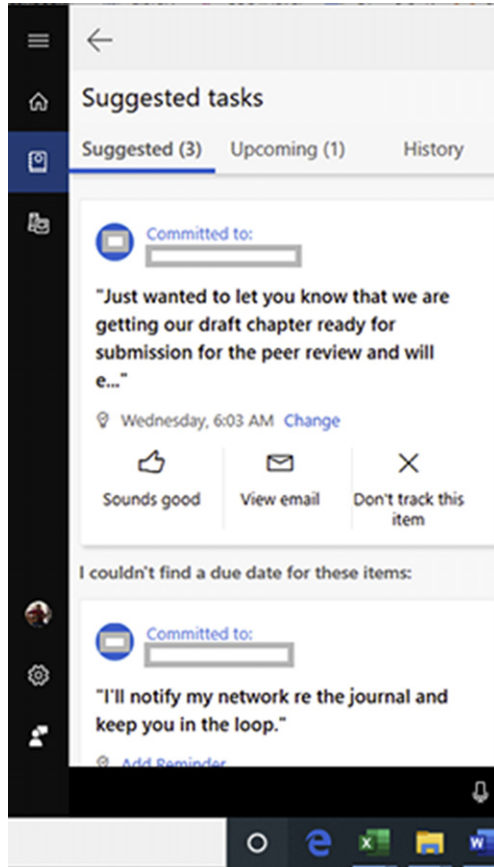 Suggested tasks
Suggested (3) Upcoming (1) History
Committed to:
"Just wanted to let you know that we are
getting our draft chapter ready for
submission for the peer review and will
e..."
Wednesday, 6:03 AM Change
Sounds good View email Don't track this
item
I couldn't find a due date for these items:
Committed to:
"I'll notify my network re the journal and
keep you in the loop."
Add Reminder